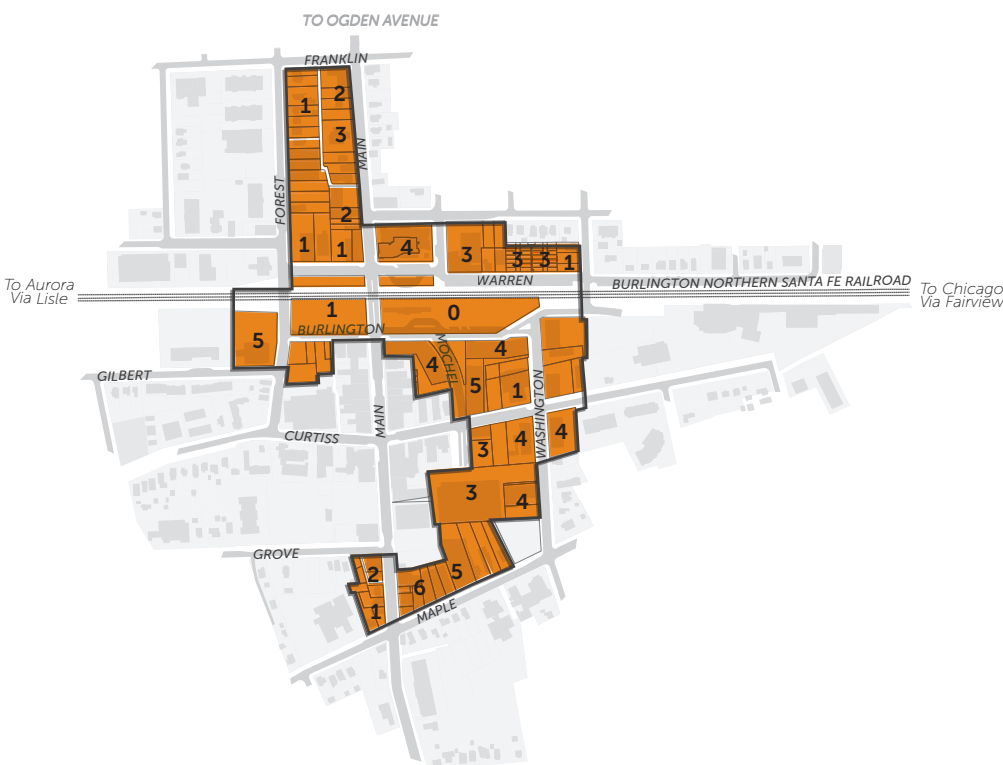 TO OGDEN AVENUE
FRANKLIN
1
2
3
MAIN
FOREST
2
1
1
4
3
3
3
1
WARREN
BURLINGTON NORTHERN SANTA FE RAILROAD
To Aurora
Via Lisle
To Chicago
Via Fairview
1
0
BURLINGTON
5
MOCHEL
4
4
GILBERT
5
1
WASHINGTON
MAIN
CURTISS
3
4
4
3
4
GROVE
2
5
6
1
MAPLE